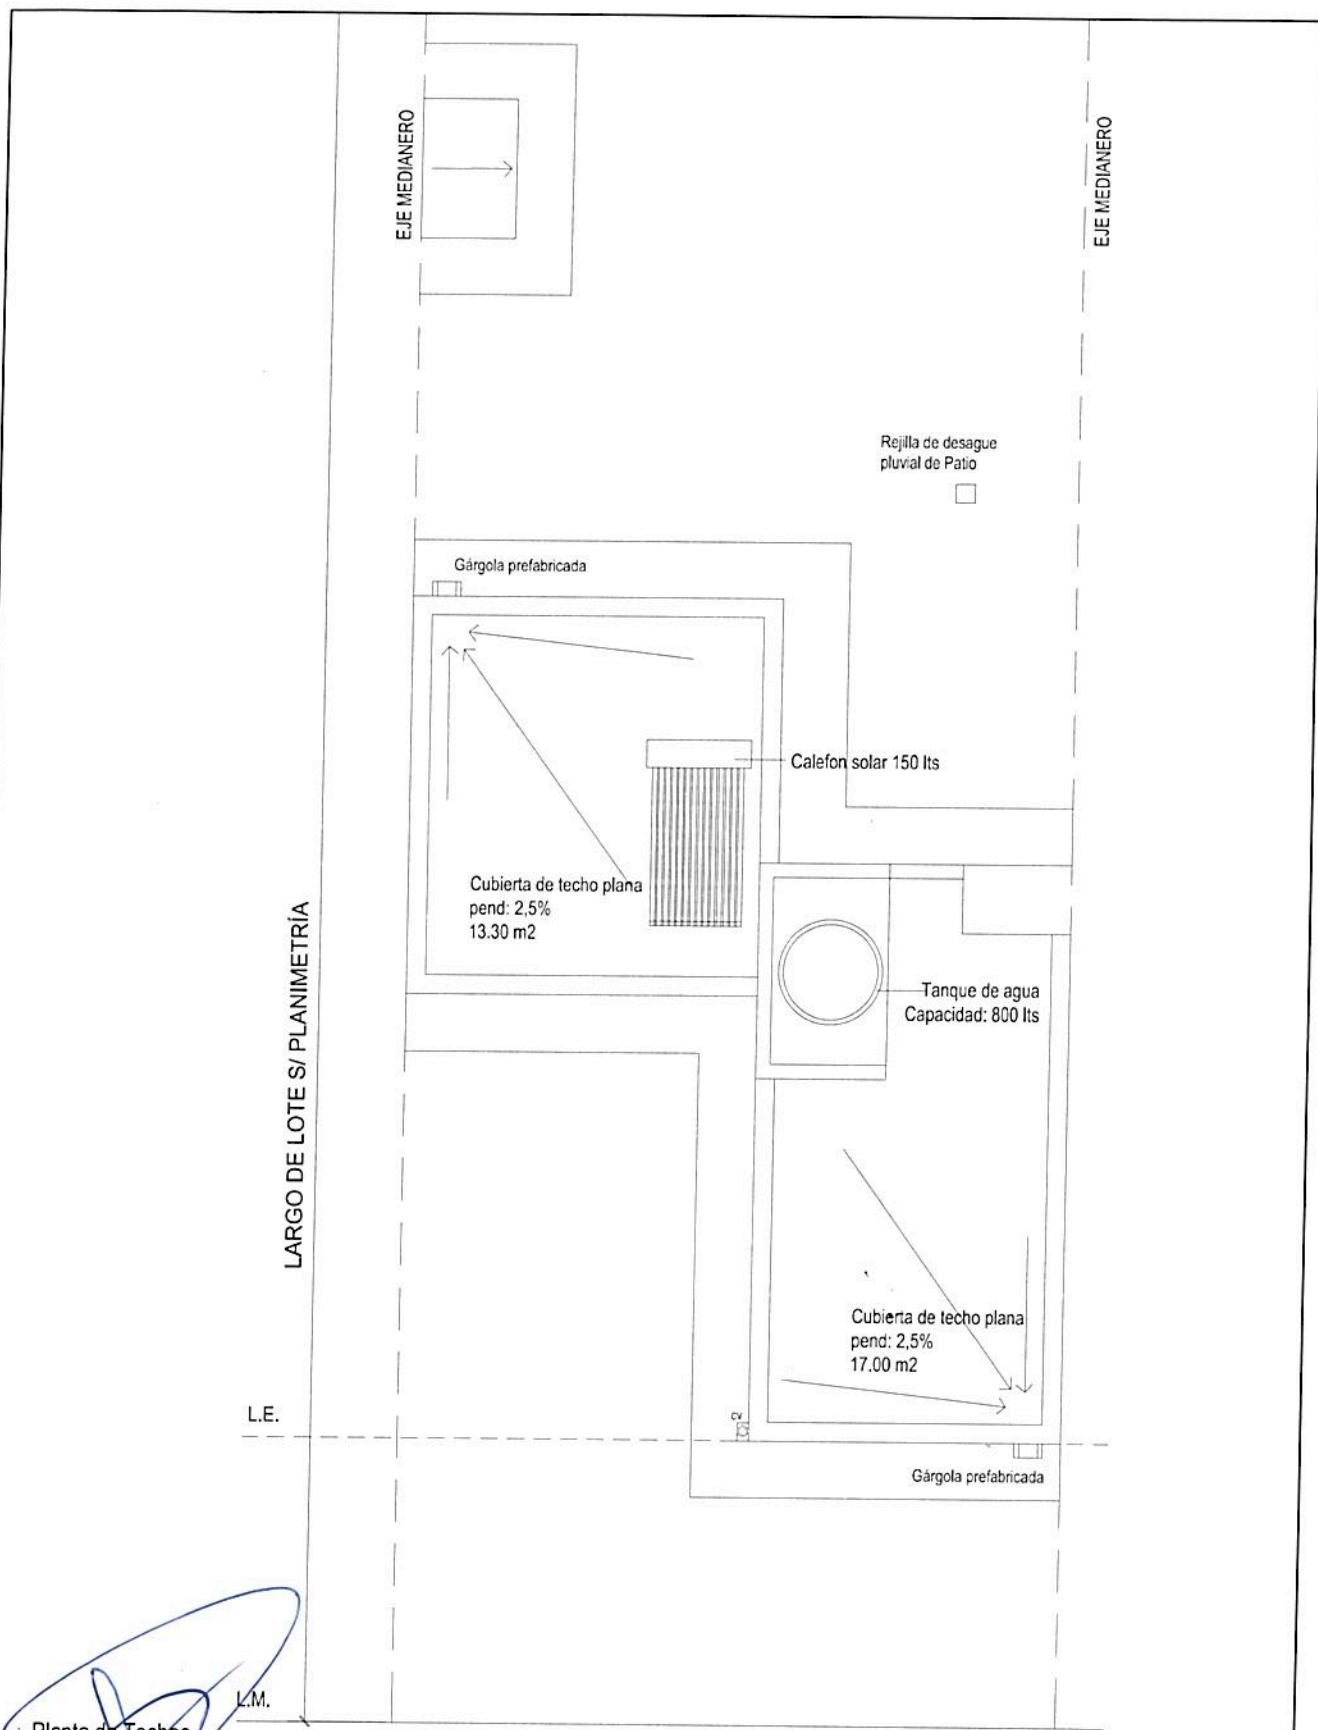 EJE MEDIANERO
EJE MEDIANERO
Rejilla de desague
pluvial de Patio
Gárgola prefabricada
Calefon solar 150 lts
Cubierta de techo plana
pend: 2,5%
13.30 m2
Tanque de agua
Capacidad: 800 lts
LARGO DE LOTE S/ PLANIMETRÍA
Cubierta de techo plana
pend: 2,5%
17.00 m2
L.E.
2
Gárgola prefabricada
L.M.
Planta de Techos